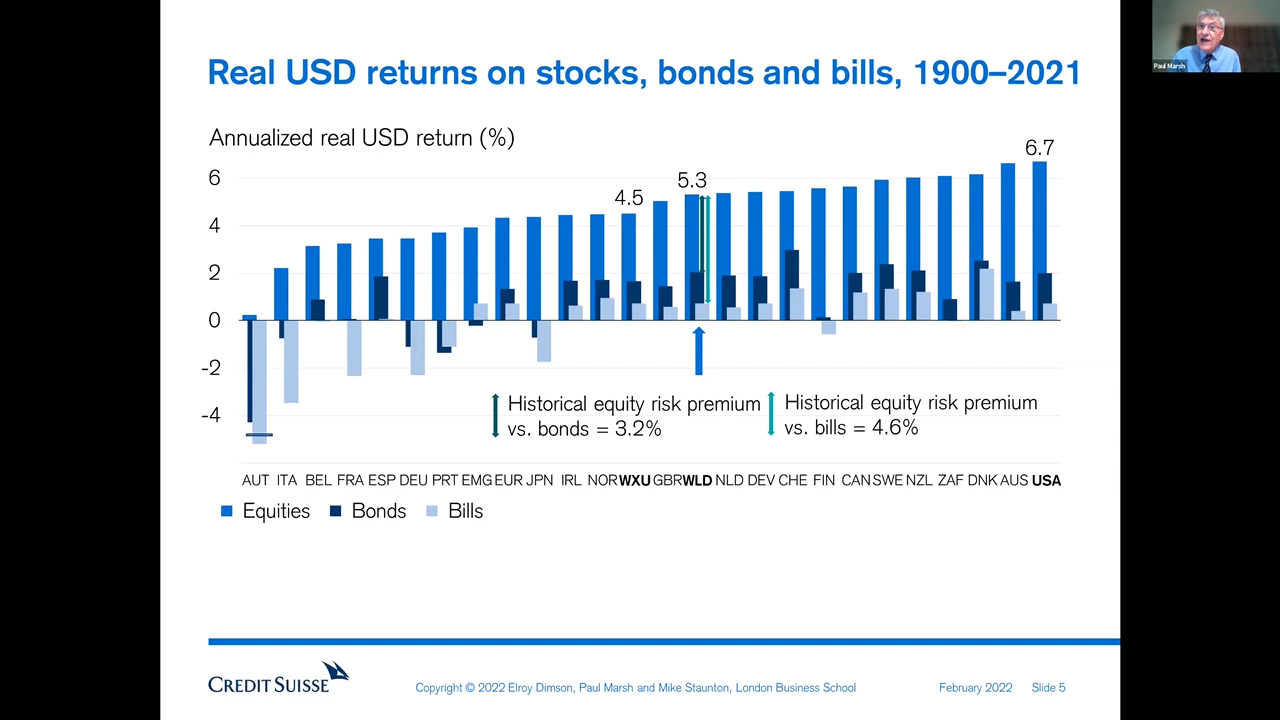 Real USD returns on stocks, bonds and bills, 1900–2021
Paul Marsh
Annualized real USD return (%)
6.7
6
5.3
4.5
4
2
0
-2
-4
Historical equity risk premium
vs. bonds = 3.2%
Historical equity risk premium
vs. bills = 4.6%
AUT ITA BEL FRA ESP DEU PRT EMG EUR JPN IRL NOR WXU GBR WLD NLD DEV CHE FIN CAN SWE NZL ZAF DNK AUS USA
Equities Bonds Bills
CREDIT SUISSE
Copyright © 2022 Elroy Dimson, Paul Marsh and Mike Staunton, London Business School
February 2022 Slide 5